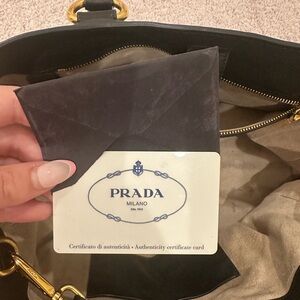 PRADA
MILANO
DAL 1913
Certificato di autenticità • Authenticity certificate card